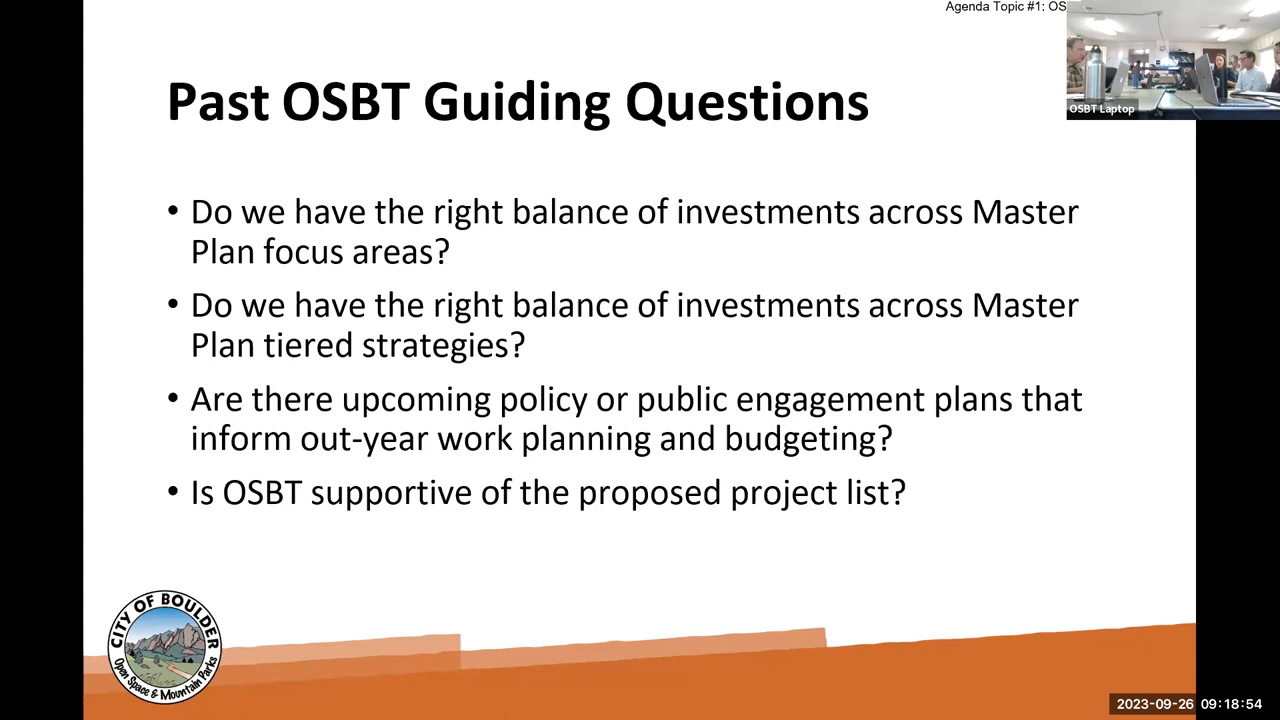 Agenda Topic #1: OS
Past OSBT Guiding Questions
OSBT Laptop
• Do we have the right balance of investments across Master
Plan focus areas?
• Do we have the right balance of investments across Master
Plan tiered strategies?
• Are there upcoming policy or public engagement plans that
inform out-year work planning and budgeting?
• Is OSBT supportive of the proposed project list?
CITY OF BOULDER
Open Space & Mountain Parks
2023-09-26 09:18:54